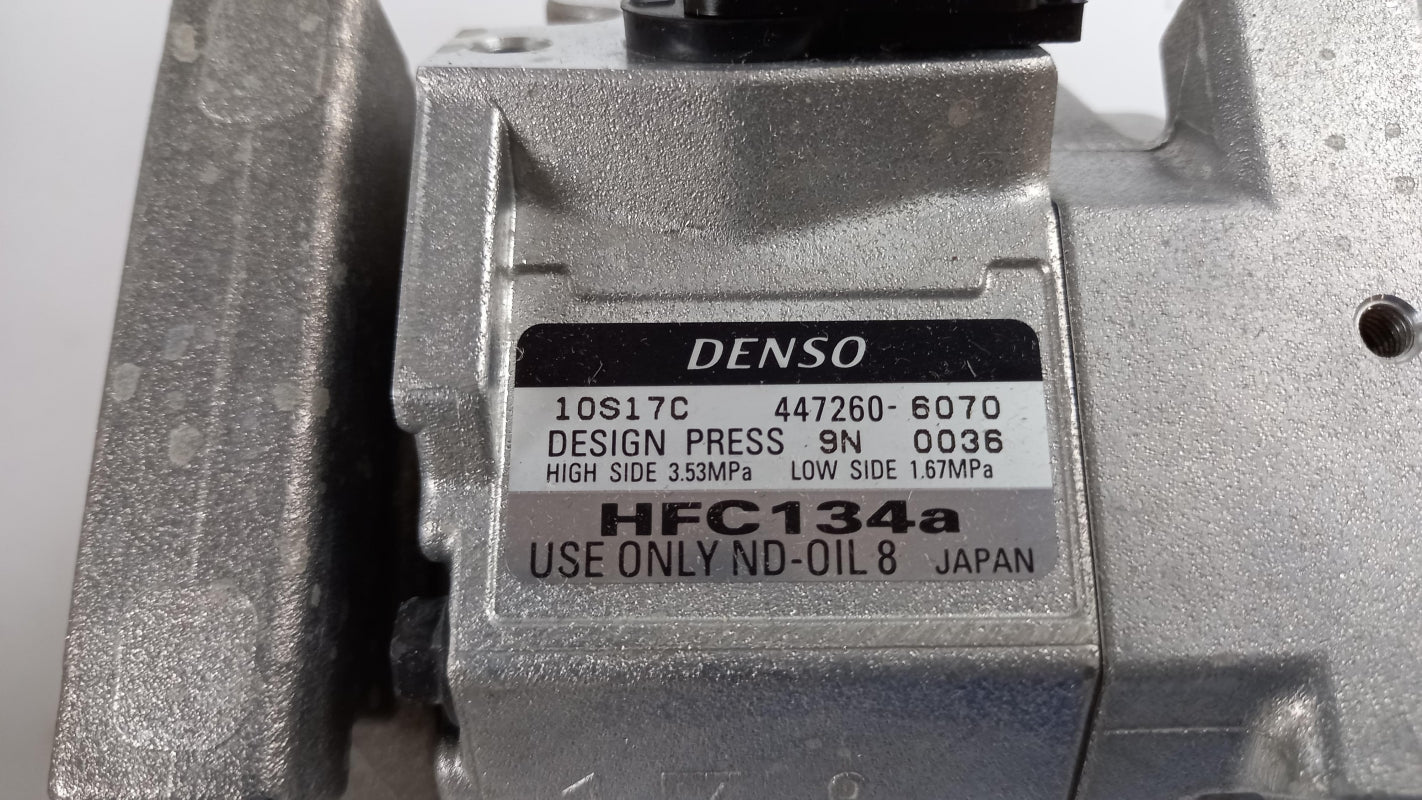 DENSO
10S17C 447260-6070
DESIGN PRESS 9N 0036
HIGH SIDE 3.53MPa LOW SIDE 1.67MPa
HFC134a
USE ONLY ND-OIL 8 JAPAN